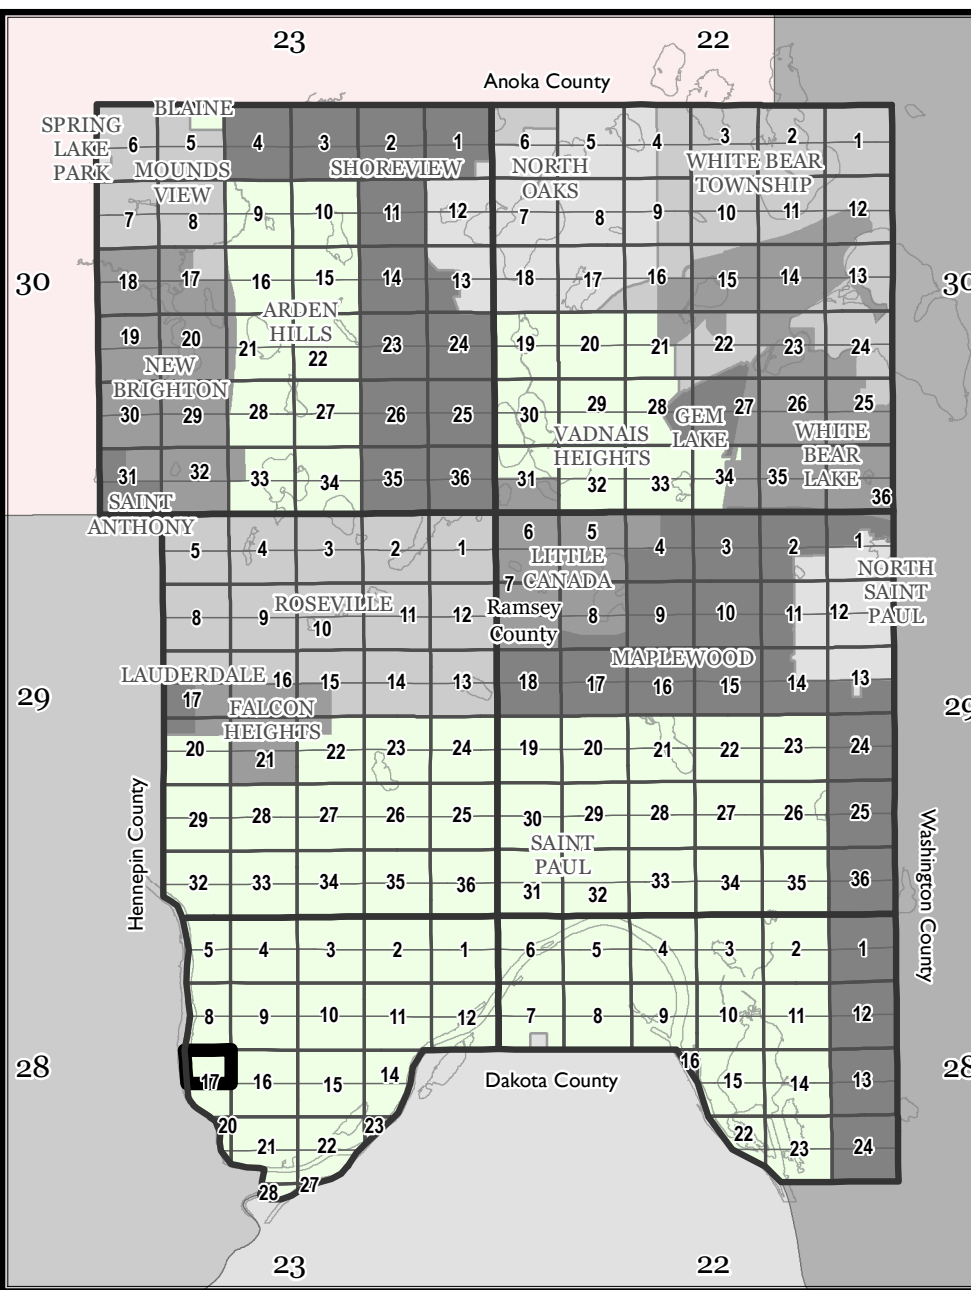 23 22
Anoka County
BLAINE
SPRING
LAKE
PARK
6 5 4 3 2 1 6 5 4 3 2 1
MOUNDS
VIEW
SHOREVIEW
NORTH
OAKS
WHITE BEAR
TOWNSHIP
7 8 9 10 11 12 7 8 9 10 11 12
30 18 17 16 15 14 13 18 17 16 15 14 13 30
ARDEN
HILLS
19 20 21 22 23 24 19 20 21 22 23 24
NEW
BRIGHTON
30 29 28 27 26 25 30 29 28 27 26 25
GEM
LAKE
VADNAIS
HEIGHTS
WHITE
BEAR
LAKE
31 32 33 34 35 36 31 32 33 34 35 36
SAINT
ANTHONY
5 4 3 2 1 6 5 4 3 2 1
LITTLE
CANADA
NORTH
SAINT
PAUL
8 9 10 11 12 7 8 9 10 11 12
ROSEVILLE
Ramsey
County
MAPLEWOOD
LAUDERDALE
29 17 16 15 14 13 18 17 16 15 14 13 29
FALCON
HEIGHTS
20 21 22 23 24 19 20 21 22 23 24
Hennepin County
Washington County
29 28 27 26 25 30 29 28 27 26 25
SAINT
PAUL
32 33 34 35 36 31 32 33 34 35 36
5 4 3 2 1 6 5 4 3 2 1
8 9 10 11 12 7 8 9 10 11 12
28 17 16 15 14 16 15 14 13 28
Dakota County
20 21 22 23 22 23 24
28 27
23 22